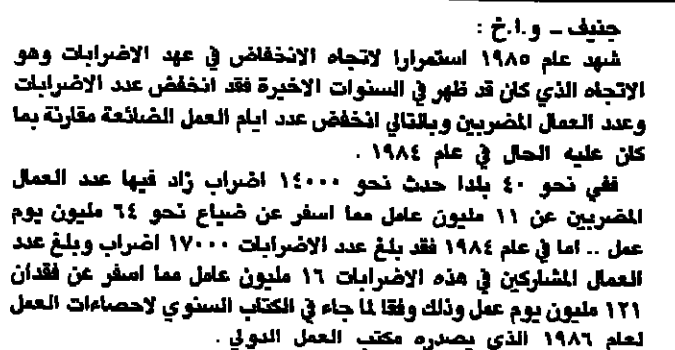 جنيف ـ و.ا.خ :
شهد عام ١٩٨٥ استمرارا لاتجاه الانخفاض في عهد الاضرابات وهو
الاتجاه الذي كان قد ظهر في السنوات الاخيرة فقد انخفض عدد الاضرابات
وعدد العمال المضربين وبالتالي انخفض عدد ايام العمل الضائعة مقارنة بما
كان عليه الحال في عام ١٩٨٤ .
ففي نحو ٤٠ بلدا حدث نحو ١٤٠٠٠ اضراب زاد فيها عدد العمال
المضربين عن ١١ مليون عامل مما اسفر عن ضياع نحو ٦٤ مليون يوم
عمل .. اما في عام ١٩٨٤ فقد بلغ عدد الاضرابات ١٧٠٠٠ اضراب وبلغ عدد
العمال المشاركين في هذه الاضرابات ١٦ مليون عامل مما اسفر عن فقدان
١٢١ مليون يوم عمل وذلك وفقا لما جاء في الكتاب السنوي لاحصاءات العمل
لعام ١٩٨٦ الذي يصدره مكتب العمل الدولي .